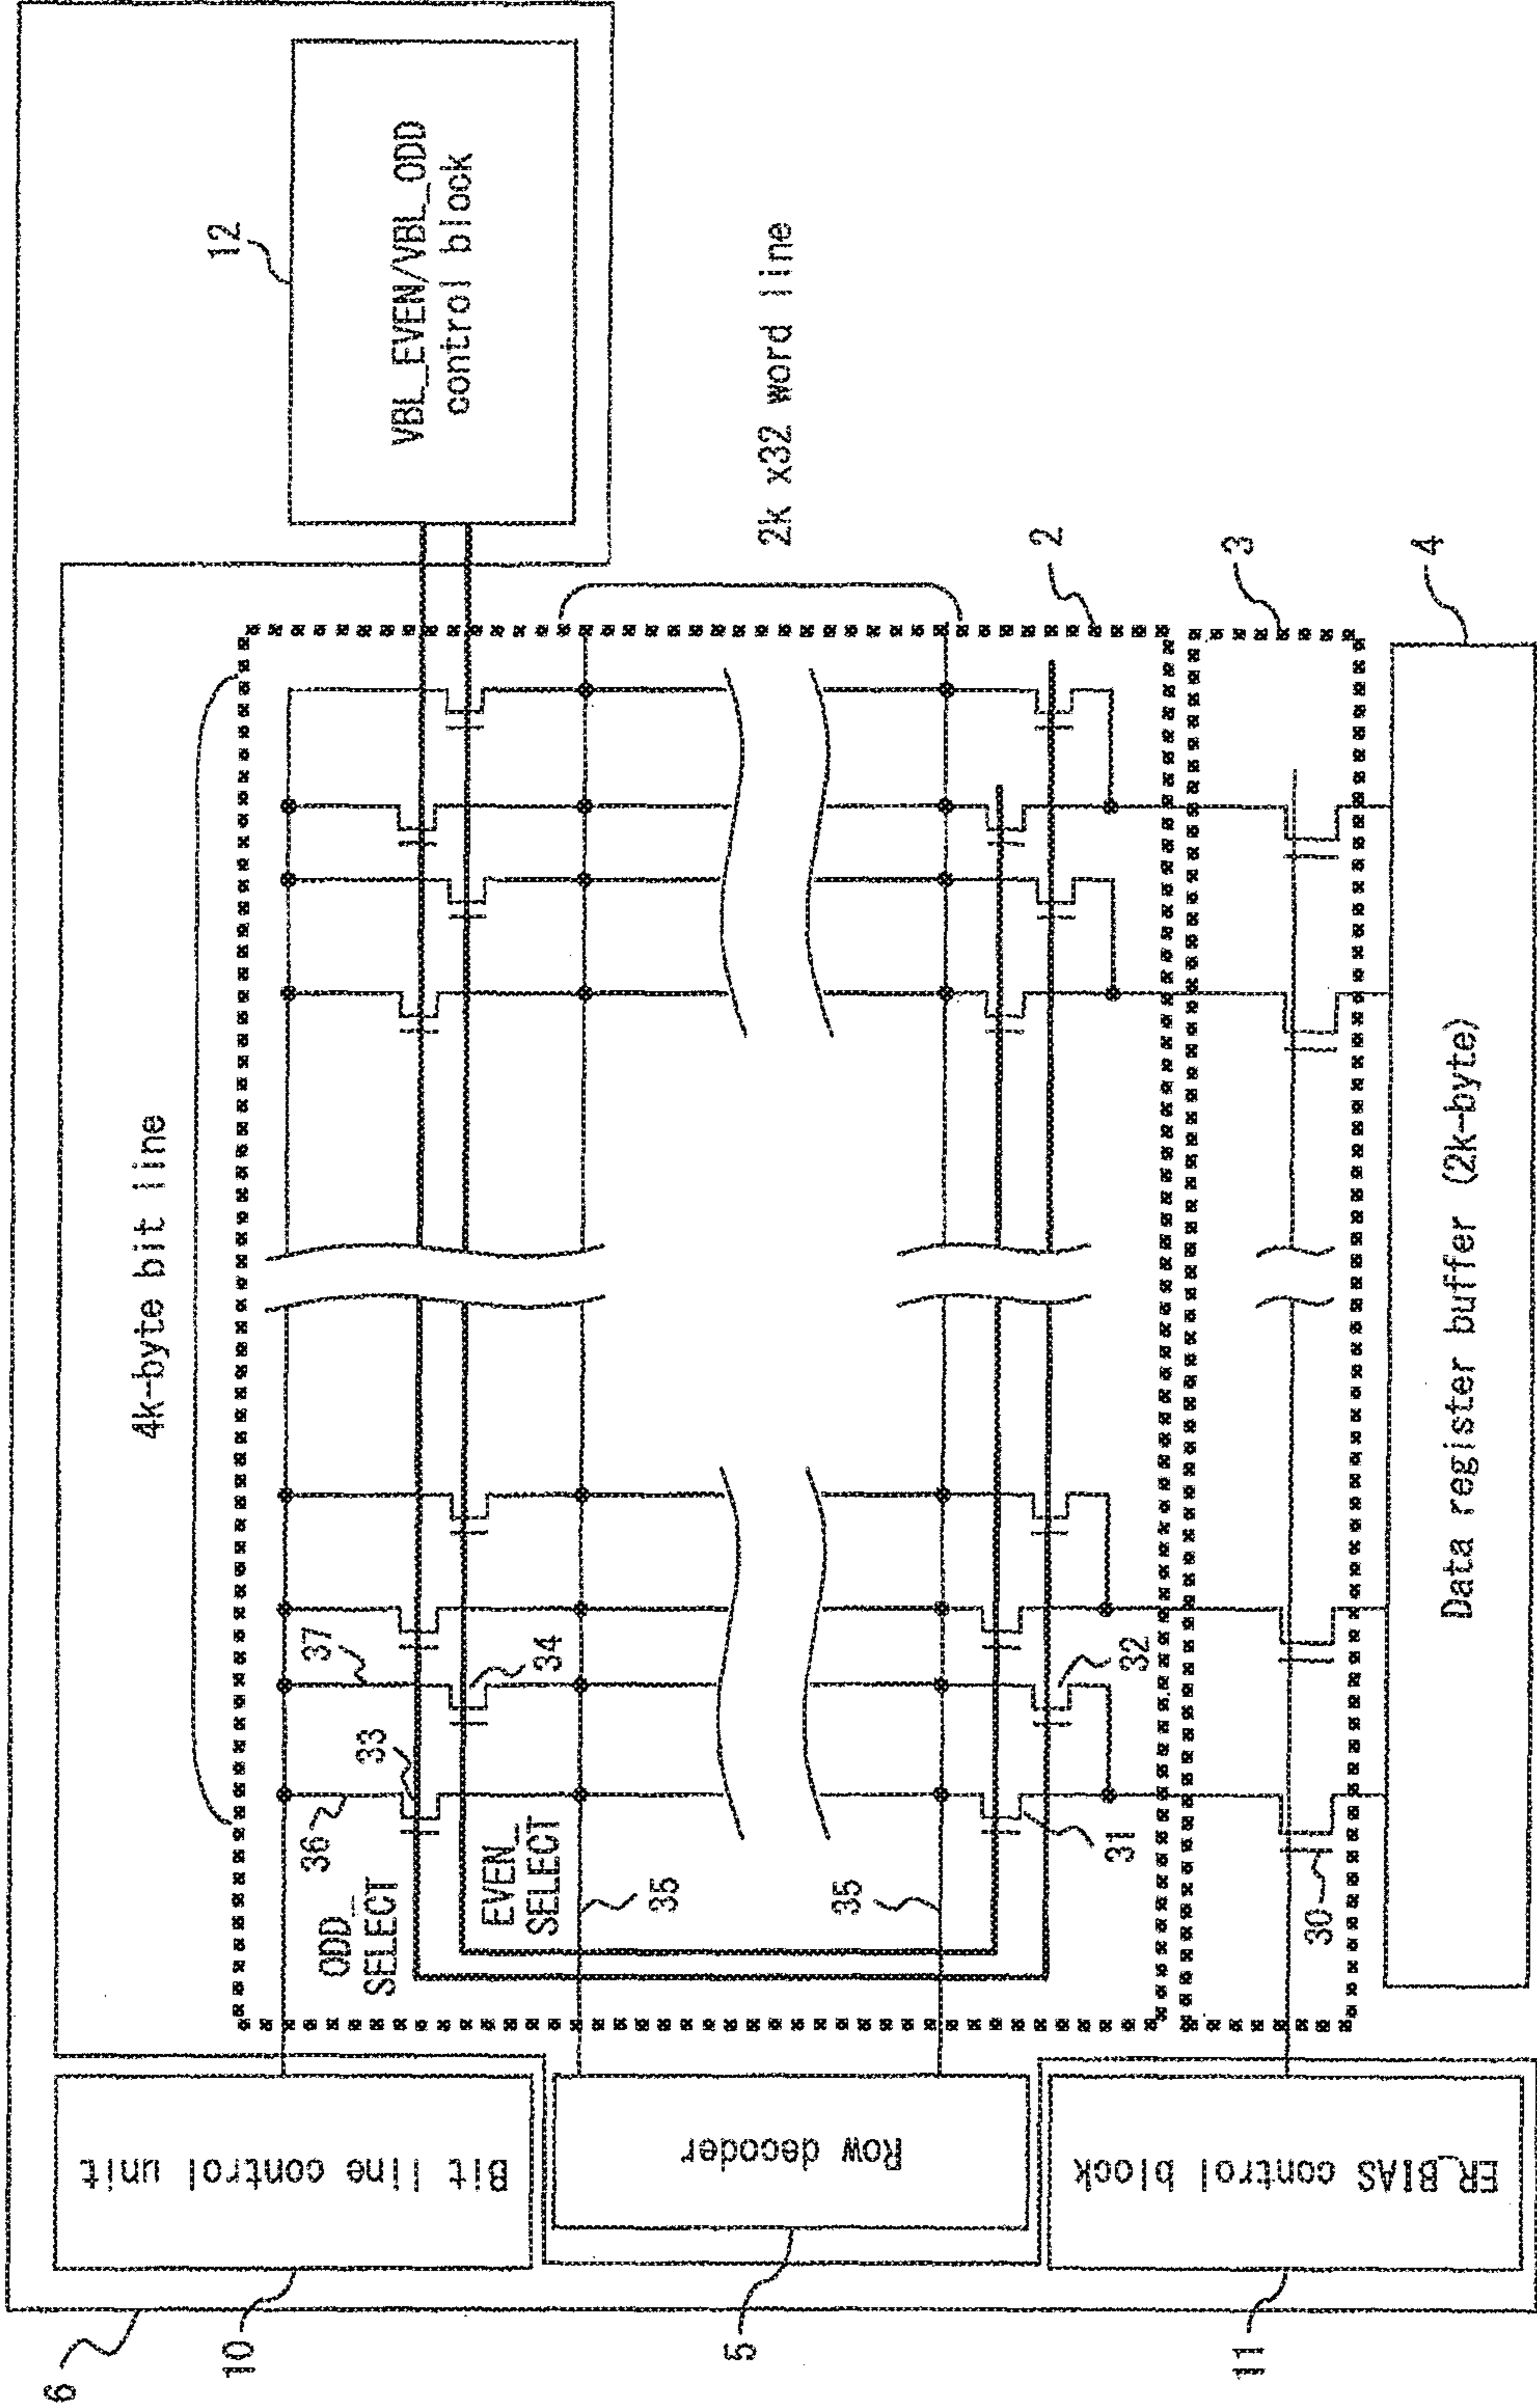 6
10
Bit line control unit
5
Row decoder
11
ER_BIAS control block
4k-byte bit line
12
VBL_EVEN/VBL_ODD
control block
ODD_
SELECT
EVEN_
SELECT
36
33
37
34
35
35
31
32
30
2k x32 word line
2
3
4
Data register buffer (2k-byte)